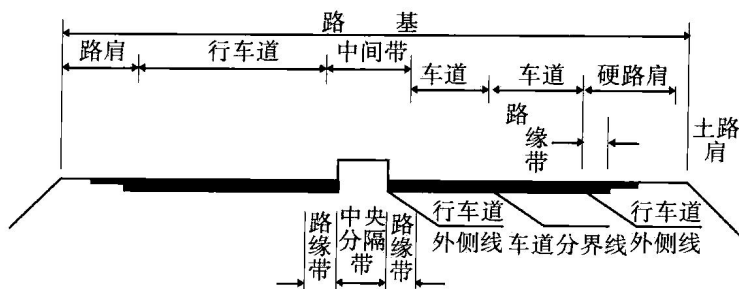 路 基
路肩
行车道
中间带
车道
车道
硬路肩
路缘带
土路肩
路缘带
中央分隔带
路缘带
行车道
外侧线
车道分界线
行车道
外侧线